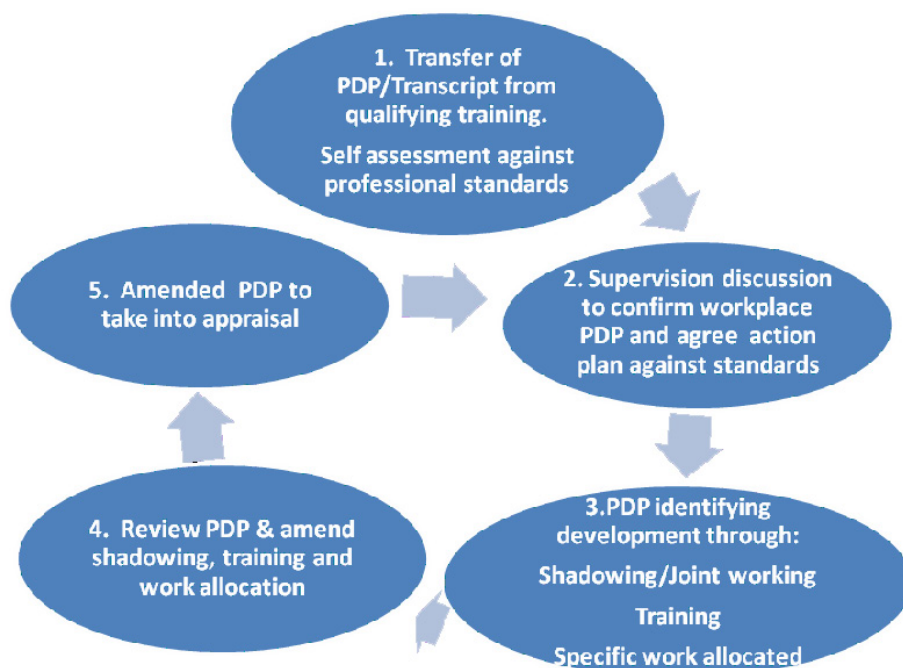 1. Transfer of
PDP/Transcript from
qualifying training.
Self assessment against
professional standards
2. Supervision discussion
to confirm workplace
PDP and agree action
plan against standards
3.PDP identifying
development through:
Shadowing/Joint working
Training
Specific work allocated
4. Review PDP & amend
shadowing, training and
work allocation
5. Amended PDP to
take into appraisal